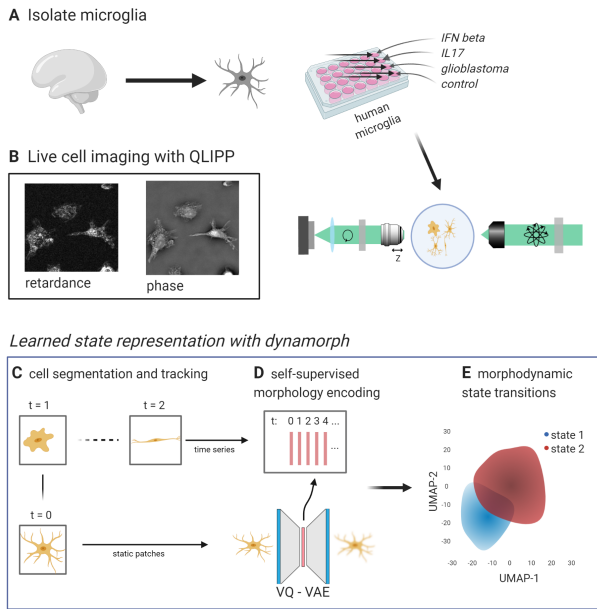 A Isolate microglia
IFN beta
IL17
glioblastoma
control
human
microglia
B Live cell imaging with QLIPP
retardance
phase
z
Learned state representation with dynamorph
C cell segmentation and tracking
t = 1
t = 2
time series
t = 0
static patches
D self-supervised
morphology encoding
t: 0 1 2 3 4 ...
...
VQ - VAE
E morphodynamic
state transitions
state 1
state 2
UMAP-2
30
20
10
0
-10
-20
-30
-30 -20 -10 0 10 20 30
UMAP-1